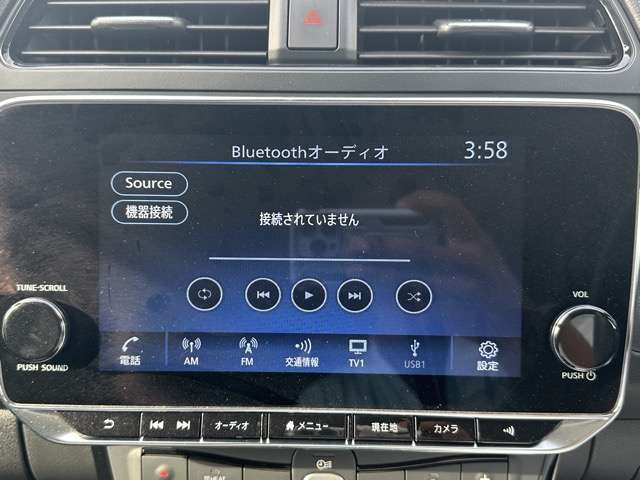 Bluetoothオーディオ 3:58
Source
機器接続
接続されていません
TUNE·SCROLL
VOL
電話 AM FM 交通情報 TV1 USB1 設定
PUSH SOUND
PUSH
オーディオ メニュー 現在地 カメラ